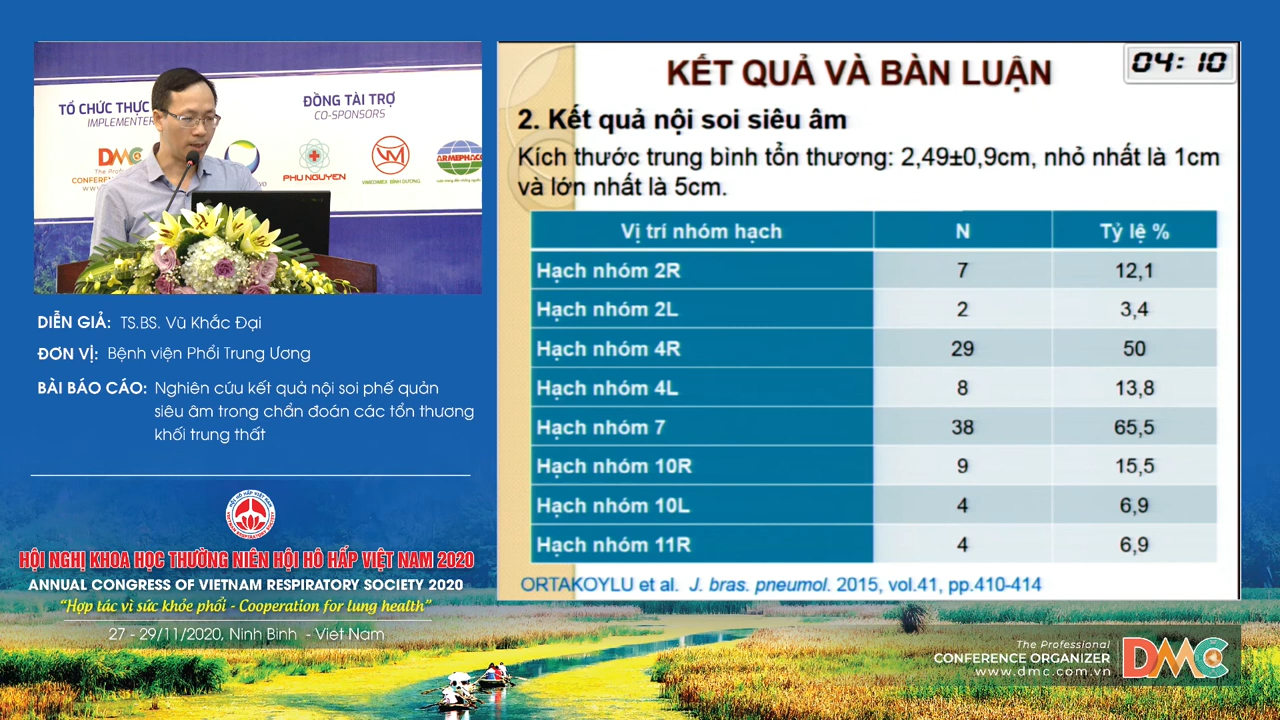 TỔ CHỨC THỰC
IMPLEMENTER
ĐỒNG TÀI TRỢ
CO-SPONSORS
DMC
The Professional
PHU NGUYEN
VIMEDIMEX BÌNH DƯƠNG
ARMEPHACO
DIỄN GIẢ: TS.BS. Vũ Khắc Đại
ĐƠN VỊ: Bệnh viện Phổi Trung Ương
BÀI BÁO CÁO: Nghiên cứu kết quả nội soi phế quản
siêu âm trong chẩn đoán các tổn thương
khối trung thất
HỘI HÔ HẤP VIỆT NAM
HỘI NGHỊ KHOA HỌC THƯỜNG NIÊN HỘI HÔ HẤP VIỆT NAM 2020
ANNUAL CONGRESS OF VIETNAM RESPIRATORY SOCIETY 2020
“Hợp tác vì sức khỏe phổi - Cooperation for lung health”
27 - 29/11/2020, Ninh Binh - Viet Nam
KẾT QUẢ VÀ BÀN LUẬN
04:10
2. Kết quả nội soi siêu âm
Kích thước trung bình tổn thương: 2,49±0,9cm, nhỏ nhất là 1cm
và lớn nhất là 5cm.
Vị trí nhóm hạch N Tỷ lệ %
Hạch nhóm 2R 7 12,1
Hạch nhóm 2L 2 3,4
Hạch nhóm 4R 29 50
Hạch nhóm 4L 8 13,8
Hạch nhóm 7 38 65,5
Hạch nhóm 10R 9 15,5
Hạch nhóm 10L 4 6,9
Hạch nhóm 11R 4 6,9
ORTAKOYLU et al. J. bras. pneumol. 2015, vol.41, pp.410-414
The Professional
CONFERENCE ORGANIZER
www.dmc.com.vn
DMC